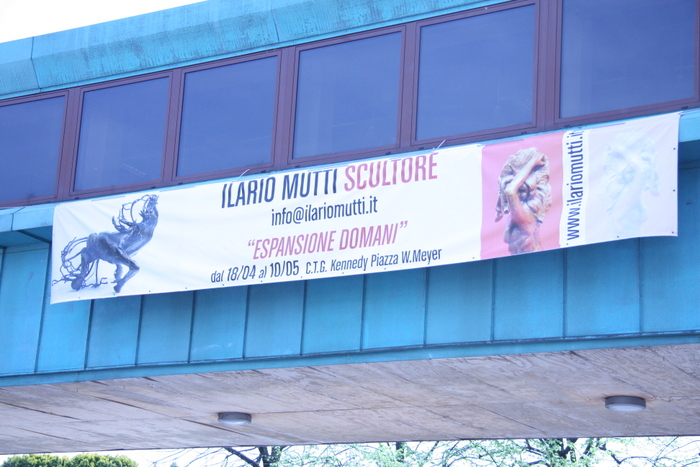 ILARIO MUTTI SCULTORE
info@ilariomutti.it
"ESPANSIONE DOMANI"
dal 18/04 al 10/05 C.T.G. Kennedy Piazza W.Meyer
www.ilariomutti.it